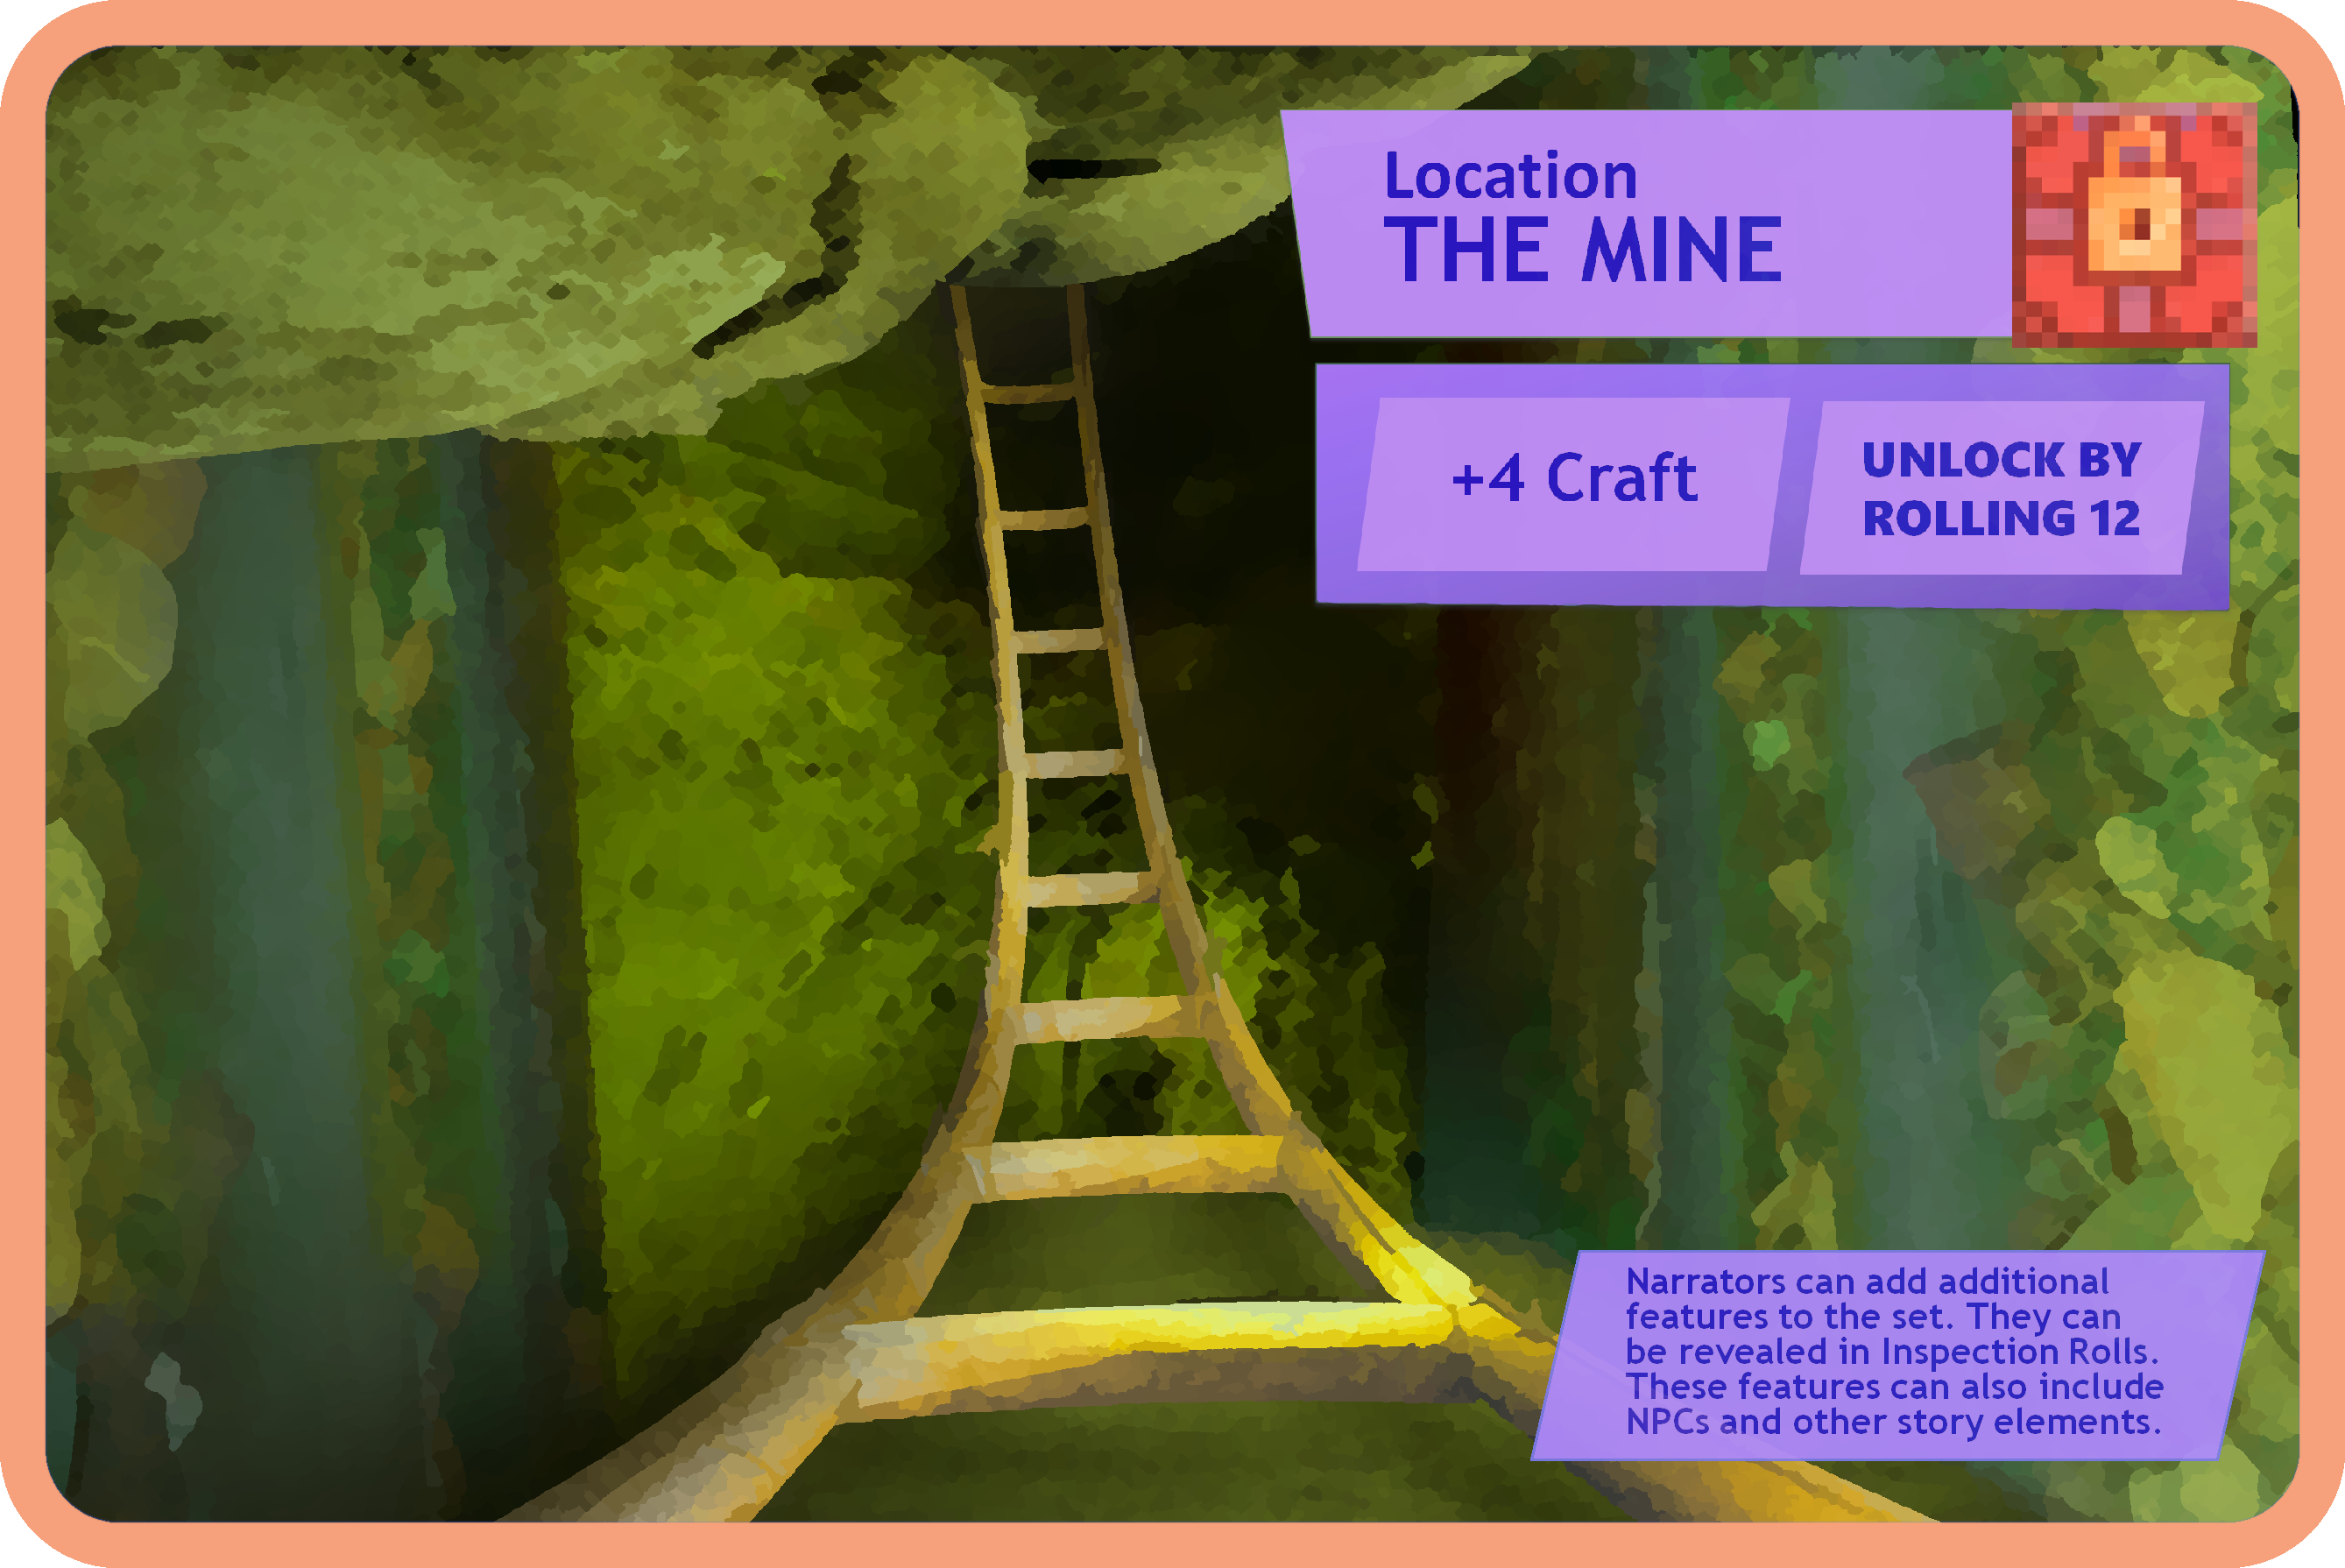 Location
THE MINE
+4 Craft
UNLOCK BY
ROLLING 12
Narrators can add additional
features to the set. They can
be revealed in Inspection Rolls.
These features can also include
NPCs and other story elements.